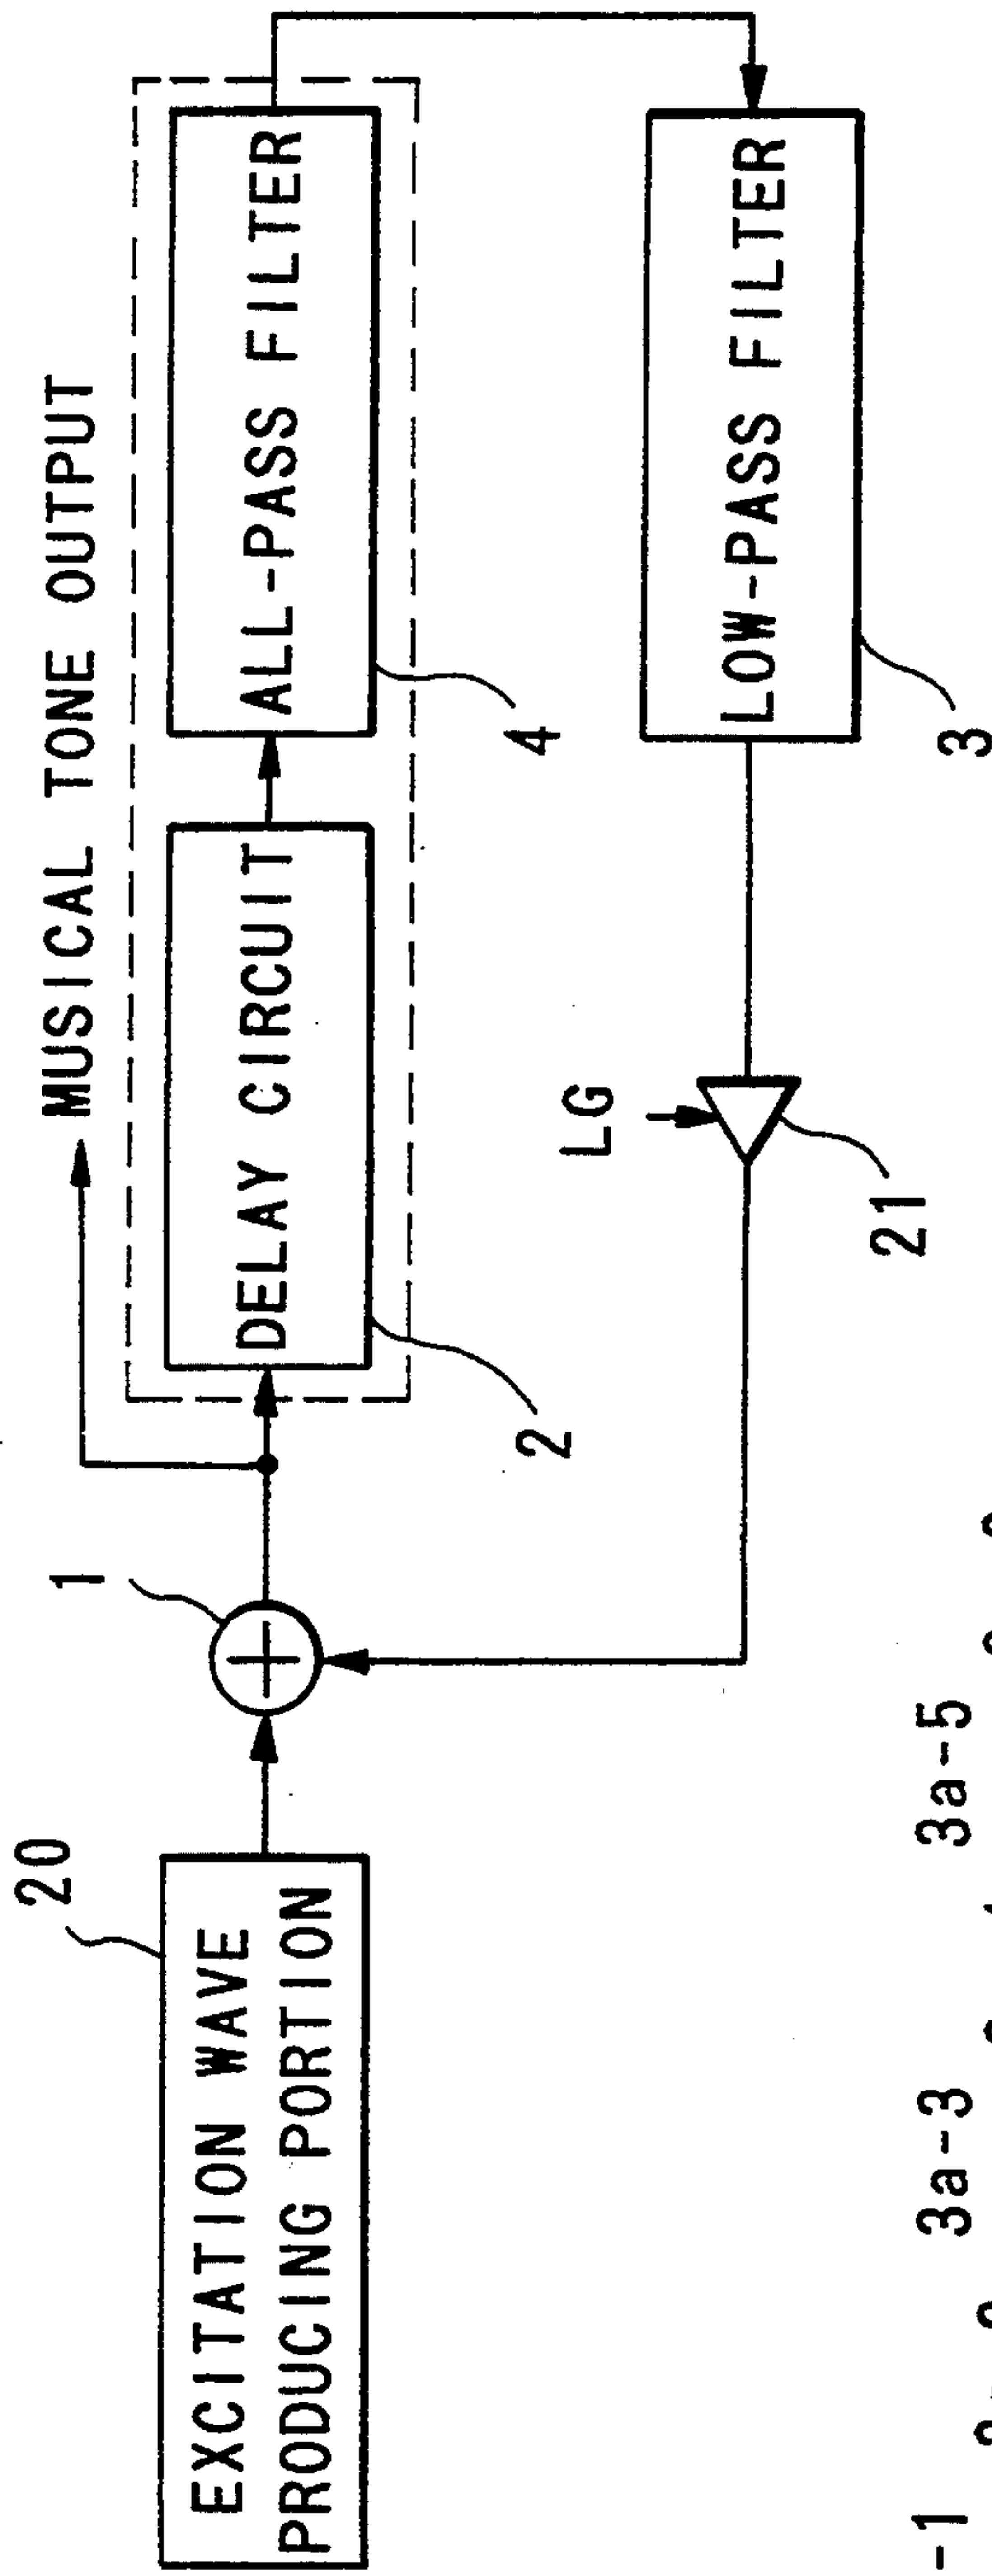 MUSICAL TONE OUTPUT
20
1
EXCITATION WAVE
PRODUCING PORTION
DELAY CIRCUIT
ALL-PASS FILTER
2
4
LG
LOW-PASS FILTER
21
3
-1
3a-3
3a-5